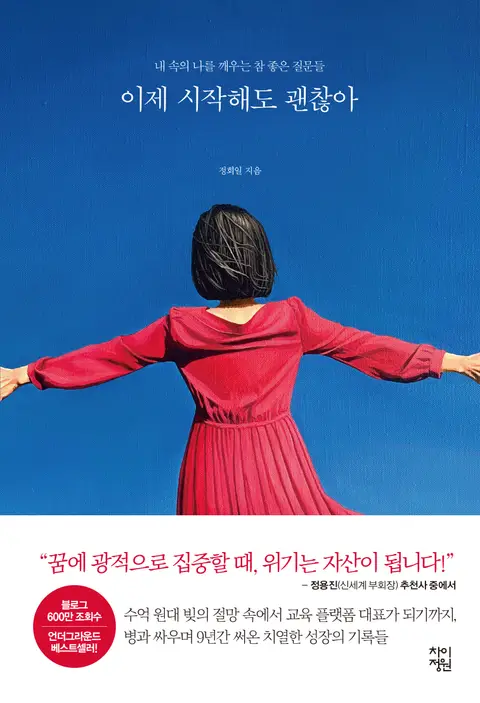 내 속의 나를 깨우는 참 좋은 질문들
이제 시작해도 괜찮아
정회일 지음
“꿈에 광적으로 집중할 때, 위기는 자산이 됩니다!”
– 정용진(신세계 부회장) 추천사 중에서
블로그
600만 조회수
언더그라운드
베스트셀러!
수억 원대 빚의 절망 속에서 교육 플랫폼 대표가 되기까지,
병과 싸우며 9년간 써온 치열한 성장의 기록들
차이
정원